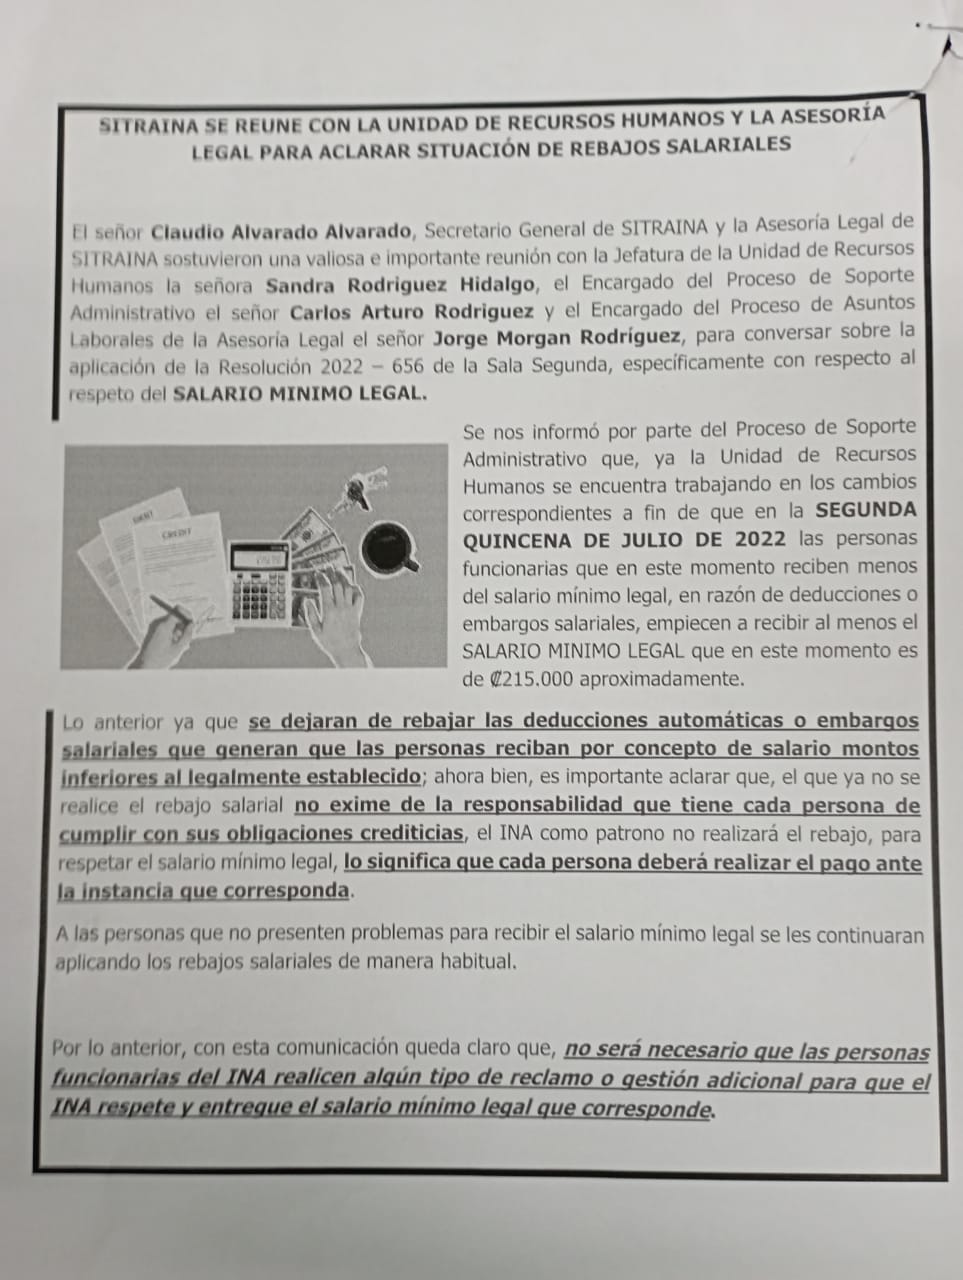 SITRAINA SE REUNE CON LA UNIDAD DE RECURSOS HUMANOS Y LA ASESORÍA
LEGAL PARA ACLARAR SITUACIÓN DE REBAJOS SALARIALES
El señor Claudio Alvarado Alvarado, Secretario General de SITRAINA y la Asesoría Legal de
SITRAINA sostuvieron una valiosa e importante reunión con la Jefatura de la Unidad de Recursos
Humanos la señora Sandra Rodriguez Hidalgo, el Encargado del Proceso de Soporte
Administrativo el señor Carlos Arturo Rodriguez y el Encargado del Proceso de Asuntos
Laborales de la Asesoría Legal el señor Jorge Morgan Rodríguez, para conversar sobre la
aplicación de la Resolución 2022 – 656 de la Sala Segunda, específicamente con respecto al
respeto del SALARIO MINIMO LEGAL.
Se nos informó por parte del Proceso de Soporte
Administrativo que, ya la Unidad de Recursos
Humanos se encuentra trabajando en los cambios
correspondientes a fin de que en la SEGUNDA
QUINCENA DE JULIO DE 2022 las personas
funcionarias que en este momento reciben menos
del salario mínimo legal, en razón de deducciones o
embargos salariales, empiecen a recibir al menos el
SALARIO MINIMO LEGAL que en este momento es
de ₡215.000 aproximadamente.
CREDIT
Lo anterior ya que se dejaran de rebajar las deducciones automáticas o embargos
salariales que generan que las personas reciban por concepto de salario montos
inferiores al legalmente establecido; ahora bien, es importante aclarar que, el que ya no se
realice el rebajo salarial no exime de la responsabilidad que tiene cada persona de
cumplir con sus obligaciones crediticias, el INA como patrono no realizará el rebajo, para
respetar el salario mínimo legal, lo significa que cada persona deberá realizar el pago ante
la instancia que corresponda.
A las personas que no presenten problemas para recibir el salario mínimo legal se les continuaran
aplicando los rebajos salariales de manera habitual.
Por lo anterior, con esta comunicación queda claro que, no será necesario que las personas
funcionarias del INA realicen algún tipo de reclamo o gestión adicional para que el
INA respete y entregue el salario mínimo legal que corresponde.